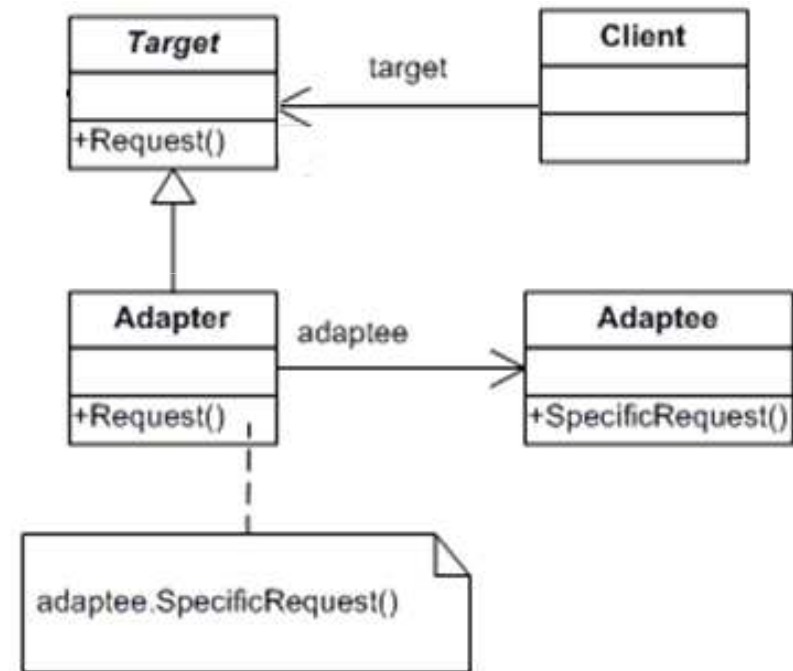 Target
+Request()
target
Client
Adapter
+Request()
adaptee
Adaptee
+SpecificRequest()
adaptee.SpecificRequest()